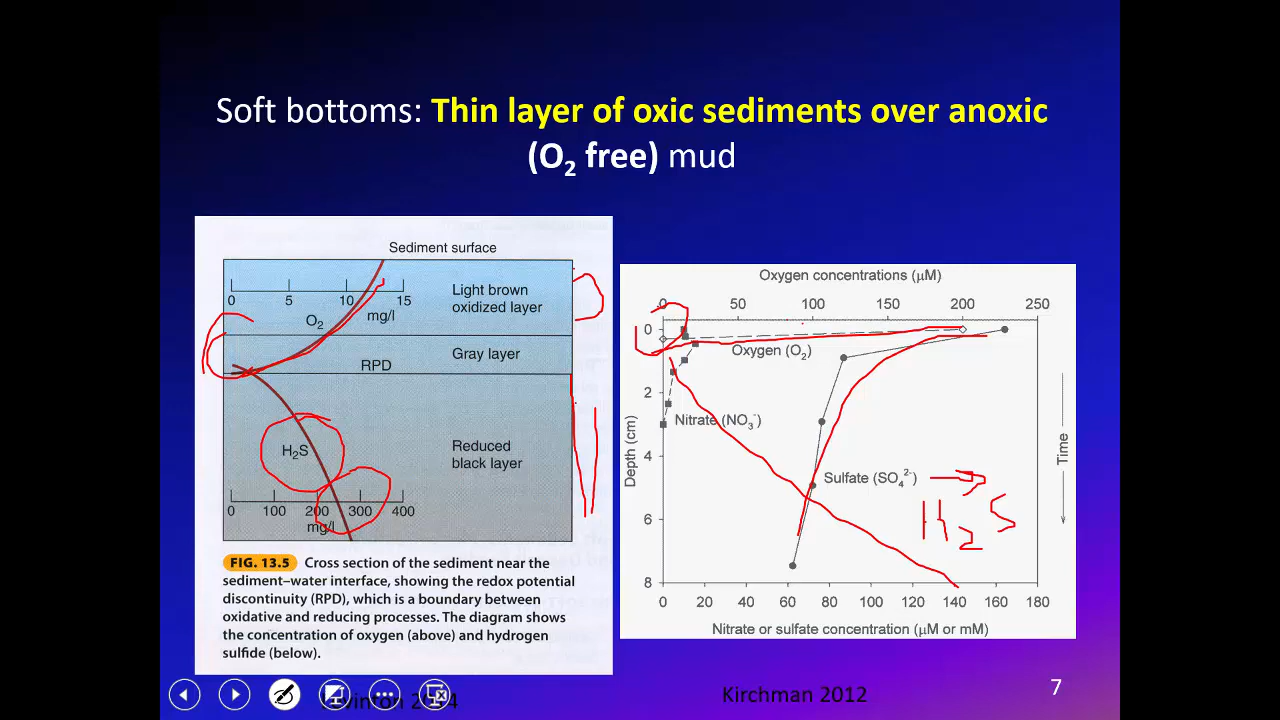 Soft bottoms: Thin layer of oxic sediments over anoxic
(O₂ free) mud
Sediment surface
0 5 10 15
mg/l
O₂
Light brown
oxidized layer
Gray layer
RPD
H₂S
Reduced
black layer
0 100 200 300 400
mg/l
FIG. 13.5 Cross section of the sediment near the
sediment–water interface, showing the redox potential
discontinuity (RPD), which is a boundary between
oxidative and reducing processes. The diagram shows
the concentration of oxygen (above) and hydrogen
sulfide (below).
Oxygen concentrations (μM)
0 50 100 150 200 250
0
2
4
6
8
Depth (cm)
Oxygen (O₂)
Nitrate (NO₃⁻)
Sulfate (SO₄²⁻)
H₂S
Time
0 20 40 60 80 100 120 140 160 180
Nitrate or sulfate concentration (μM or mM)
Kirchman 2012
7